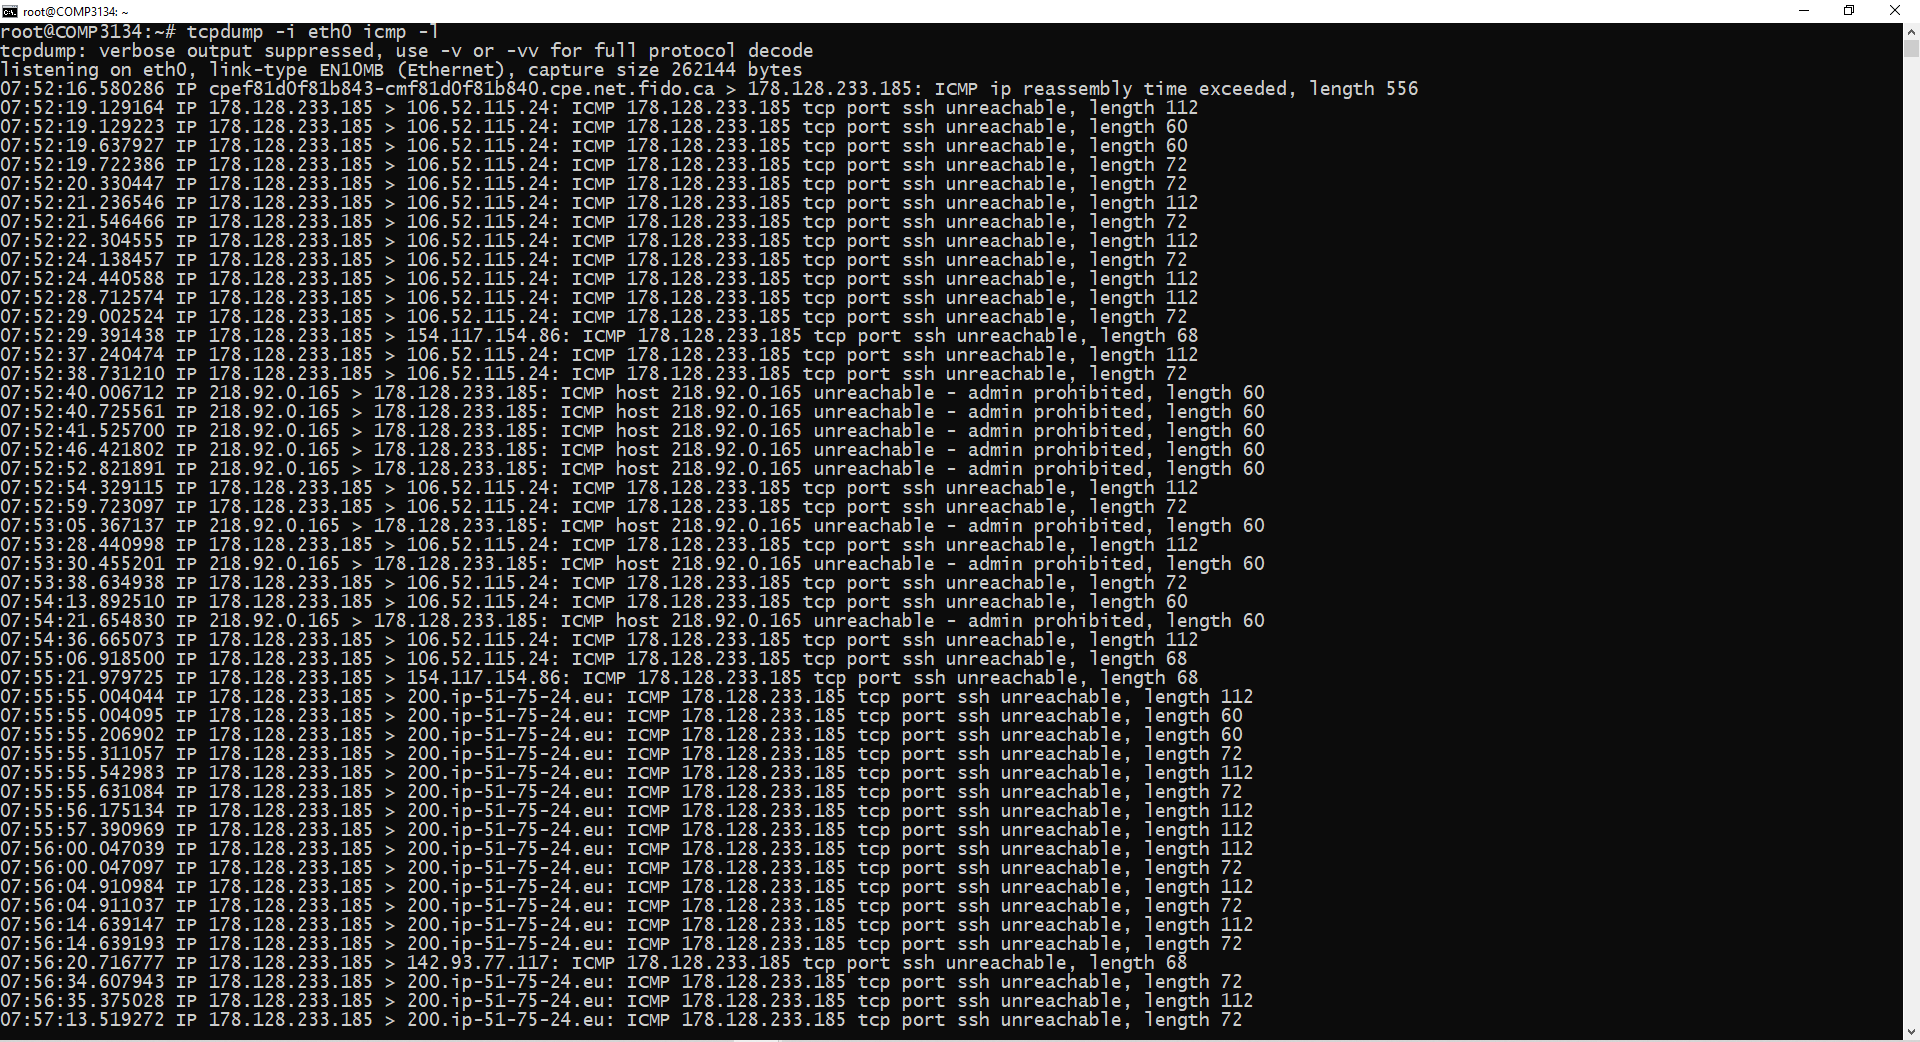 root@COMP3134: ~
root@COMP3134:~# tcpdump -i eth0 icmp -l
tcpdump: verbose output suppressed, use -v or -vv for full protocol decode
listening on eth0, link-type EN10MB (Ethernet), capture size 262144 bytes
07:52:16.580286 IP cpef81d0f81b843-cmf81d0f81b840.cpe.net.fido.ca > 178.128.233.185: ICMP ip reassembly time exceeded, length 556
07:52:19.129164 IP 178.128.233.185 > 106.52.115.24: ICMP 178.128.233.185 tcp port ssh unreachable, length 112
07:52:19.129223 IP 178.128.233.185 > 106.52.115.24: ICMP 178.128.233.185 tcp port ssh unreachable, length 60
07:52:19.637927 IP 178.128.233.185 > 106.52.115.24: ICMP 178.128.233.185 tcp port ssh unreachable, length 60
07:52:19.722386 IP 178.128.233.185 > 106.52.115.24: ICMP 178.128.233.185 tcp port ssh unreachable, length 72
07:52:20.330447 IP 178.128.233.185 > 106.52.115.24: ICMP 178.128.233.185 tcp port ssh unreachable, length 72
07:52:21.236546 IP 178.128.233.185 > 106.52.115.24: ICMP 178.128.233.185 tcp port ssh unreachable, length 112
07:52:21.546466 IP 178.128.233.185 > 106.52.115.24: ICMP 178.128.233.185 tcp port ssh unreachable, length 72
07:52:22.304555 IP 178.128.233.185 > 106.52.115.24: ICMP 178.128.233.185 tcp port ssh unreachable, length 112
07:52:24.138457 IP 178.128.233.185 > 106.52.115.24: ICMP 178.128.233.185 tcp port ssh unreachable, length 72
07:52:24.440588 IP 178.128.233.185 > 106.52.115.24: ICMP 178.128.233.185 tcp port ssh unreachable, length 112
07:52:28.712574 IP 178.128.233.185 > 106.52.115.24: ICMP 178.128.233.185 tcp port ssh unreachable, length 112
07:52:29.002524 IP 178.128.233.185 > 106.52.115.24: ICMP 178.128.233.185 tcp port ssh unreachable, length 72
07:52:29.391438 IP 178.128.233.185 > 154.117.154.86: ICMP 178.128.233.185 tcp port ssh unreachable, length 68
07:52:37.240474 IP 178.128.233.185 > 106.52.115.24: ICMP 178.128.233.185 tcp port ssh unreachable, length 112
07:52:38.731210 IP 178.128.233.185 > 106.52.115.24: ICMP 178.128.233.185 tcp port ssh unreachable, length 72
07:52:40.006712 IP 218.92.0.165 > 178.128.233.185: ICMP host 218.92.0.165 unreachable - admin prohibited, length 60
07:52:40.725561 IP 218.92.0.165 > 178.128.233.185: ICMP host 218.92.0.165 unreachable - admin prohibited, length 60
07:52:41.525700 IP 218.92.0.165 > 178.128.233.185: ICMP host 218.92.0.165 unreachable - admin prohibited, length 60
07:52:46.421802 IP 218.92.0.165 > 178.128.233.185: ICMP host 218.92.0.165 unreachable - admin prohibited, length 60
07:52:52.821891 IP 218.92.0.165 > 178.128.233.185: ICMP host 218.92.0.165 unreachable - admin prohibited, length 60
07:52:54.329115 IP 178.128.233.185 > 106.52.115.24: ICMP 178.128.233.185 tcp port ssh unreachable, length 112
07:52:59.723097 IP 178.128.233.185 > 106.52.115.24: ICMP 178.128.233.185 tcp port ssh unreachable, length 72
07:53:05.367137 IP 218.92.0.165 > 178.128.233.185: ICMP host 218.92.0.165 unreachable - admin prohibited, length 60
07:53:28.440998 IP 178.128.233.185 > 106.52.115.24: ICMP 178.128.233.185 tcp port ssh unreachable, length 112
07:53:30.455201 IP 218.92.0.165 > 178.128.233.185: ICMP host 218.92.0.165 unreachable - admin prohibited, length 60
07:53:38.634938 IP 178.128.233.185 > 106.52.115.24: ICMP 178.128.233.185 tcp port ssh unreachable, length 72
07:54:13.892510 IP 178.128.233.185 > 106.52.115.24: ICMP 178.128.233.185 tcp port ssh unreachable, length 60
07:54:21.654830 IP 218.92.0.165 > 178.128.233.185: ICMP host 218.92.0.165 unreachable - admin prohibited, length 60
07:54:36.665073 IP 178.128.233.185 > 106.52.115.24: ICMP 178.128.233.185 tcp port ssh unreachable, length 112
07:55:06.918500 IP 178.128.233.185 > 106.52.115.24: ICMP 178.128.233.185 tcp port ssh unreachable, length 68
07:55:21.979725 IP 178.128.233.185 > 154.117.154.86: ICMP 178.128.233.185 tcp port ssh unreachable, length 68
07:55:55.004044 IP 178.128.233.185 > 200.ip-51-75-24.eu: ICMP 178.128.233.185 tcp port ssh unreachable, length 112
07:55:55.004095 IP 178.128.233.185 > 200.ip-51-75-24.eu: ICMP 178.128.233.185 tcp port ssh unreachable, length 60
07:55:55.206902 IP 178.128.233.185 > 200.ip-51-75-24.eu: ICMP 178.128.233.185 tcp port ssh unreachable, length 60
07:55:55.311057 IP 178.128.233.185 > 200.ip-51-75-24.eu: ICMP 178.128.233.185 tcp port ssh unreachable, length 72
07:55:55.542983 IP 178.128.233.185 > 200.ip-51-75-24.eu: ICMP 178.128.233.185 tcp port ssh unreachable, length 112
07:55:55.631084 IP 178.128.233.185 > 200.ip-51-75-24.eu: ICMP 178.128.233.185 tcp port ssh unreachable, length 72
07:55:56.175134 IP 178.128.233.185 > 200.ip-51-75-24.eu: ICMP 178.128.233.185 tcp port ssh unreachable, length 112
07:55:57.390969 IP 178.128.233.185 > 200.ip-51-75-24.eu: ICMP 178.128.233.185 tcp port ssh unreachable, length 112
07:56:00.047039 IP 178.128.233.185 > 200.ip-51-75-24.eu: ICMP 178.128.233.185 tcp port ssh unreachable, length 112
07:56:00.047097 IP 178.128.233.185 > 200.ip-51-75-24.eu: ICMP 178.128.233.185 tcp port ssh unreachable, length 72
07:56:04.910984 IP 178.128.233.185 > 200.ip-51-75-24.eu: ICMP 178.128.233.185 tcp port ssh unreachable, length 112
07:56:04.911037 IP 178.128.233.185 > 200.ip-51-75-24.eu: ICMP 178.128.233.185 tcp port ssh unreachable, length 72
07:56:14.639147 IP 178.128.233.185 > 200.ip-51-75-24.eu: ICMP 178.128.233.185 tcp port ssh unreachable, length 112
07:56:14.639193 IP 178.128.233.185 > 200.ip-51-75-24.eu: ICMP 178.128.233.185 tcp port ssh unreachable, length 72
07:56:20.716777 IP 178.128.233.185 > 142.93.77.117: ICMP 178.128.233.185 tcp port ssh unreachable, length 68
07:56:34.607943 IP 178.128.233.185 > 200.ip-51-75-24.eu: ICMP 178.128.233.185 tcp port ssh unreachable, length 72
07:56:35.375028 IP 178.128.233.185 > 200.ip-51-75-24.eu: ICMP 178.128.233.185 tcp port ssh unreachable, length 112
07:57:13.519272 IP 178.128.233.185 > 200.ip-51-75-24.eu: ICMP 178.128.233.185 tcp port ssh unreachable, length 72